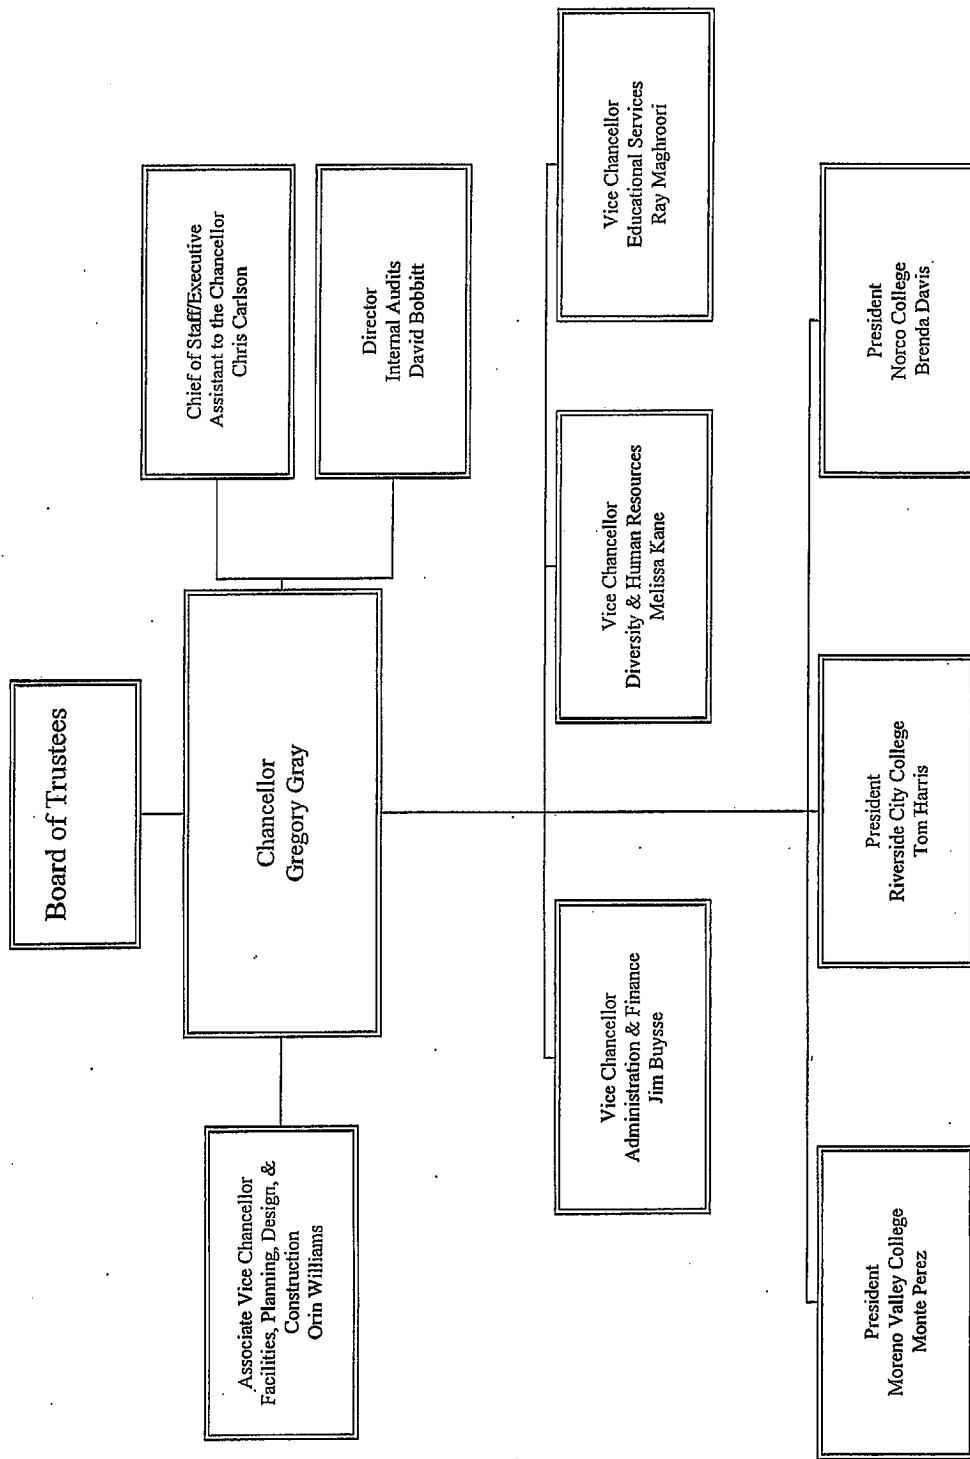 Board of Trustees
Chancellor
Gregory Gray
Associate Vice Chancellor
Facilities, Planning, Design, &
Construction
Orin Williams
Chief of Staff/Executive
Assistant to the Chancellor
Chris Carlson
Director
Internal Audits
David Bobbitt
Vice Chancellor
Administration & Finance
Jim Buysse
Vice Chancellor
Diversity & Human Resources
Melissa Kane
Vice Chancellor
Educational Services
Ray Maghroori
President
Moreno Valley College
Monte Perez
President
Riverside City College
Tom Harris
President
Norco College
Brenda Davis